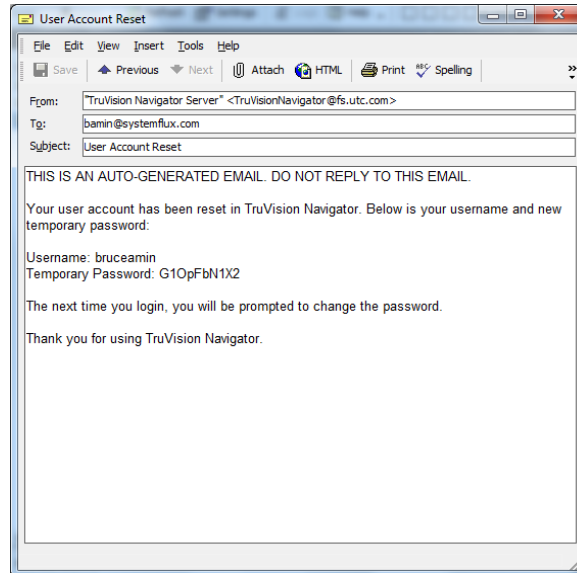 User Account Reset
File Edit View Insert Tools Help
Save Previous Next Attach HTML Print ABC Spelling »
From: "TruVision Navigator Server" <TruVisionNavigator@fs.utc.com>
To: bamin@systemflux.com
Subject: User Account Reset
THIS IS AN AUTO-GENERATED EMAIL. DO NOT REPLY TO THIS EMAIL.
Your user account has been reset in TruVision Navigator. Below is your username and new
temporary password:
Username: bruceamin
Temporary Password: G1OpFbN1X2
The next time you login, you will be prompted to change the password.
Thank you for using TruVision Navigator.